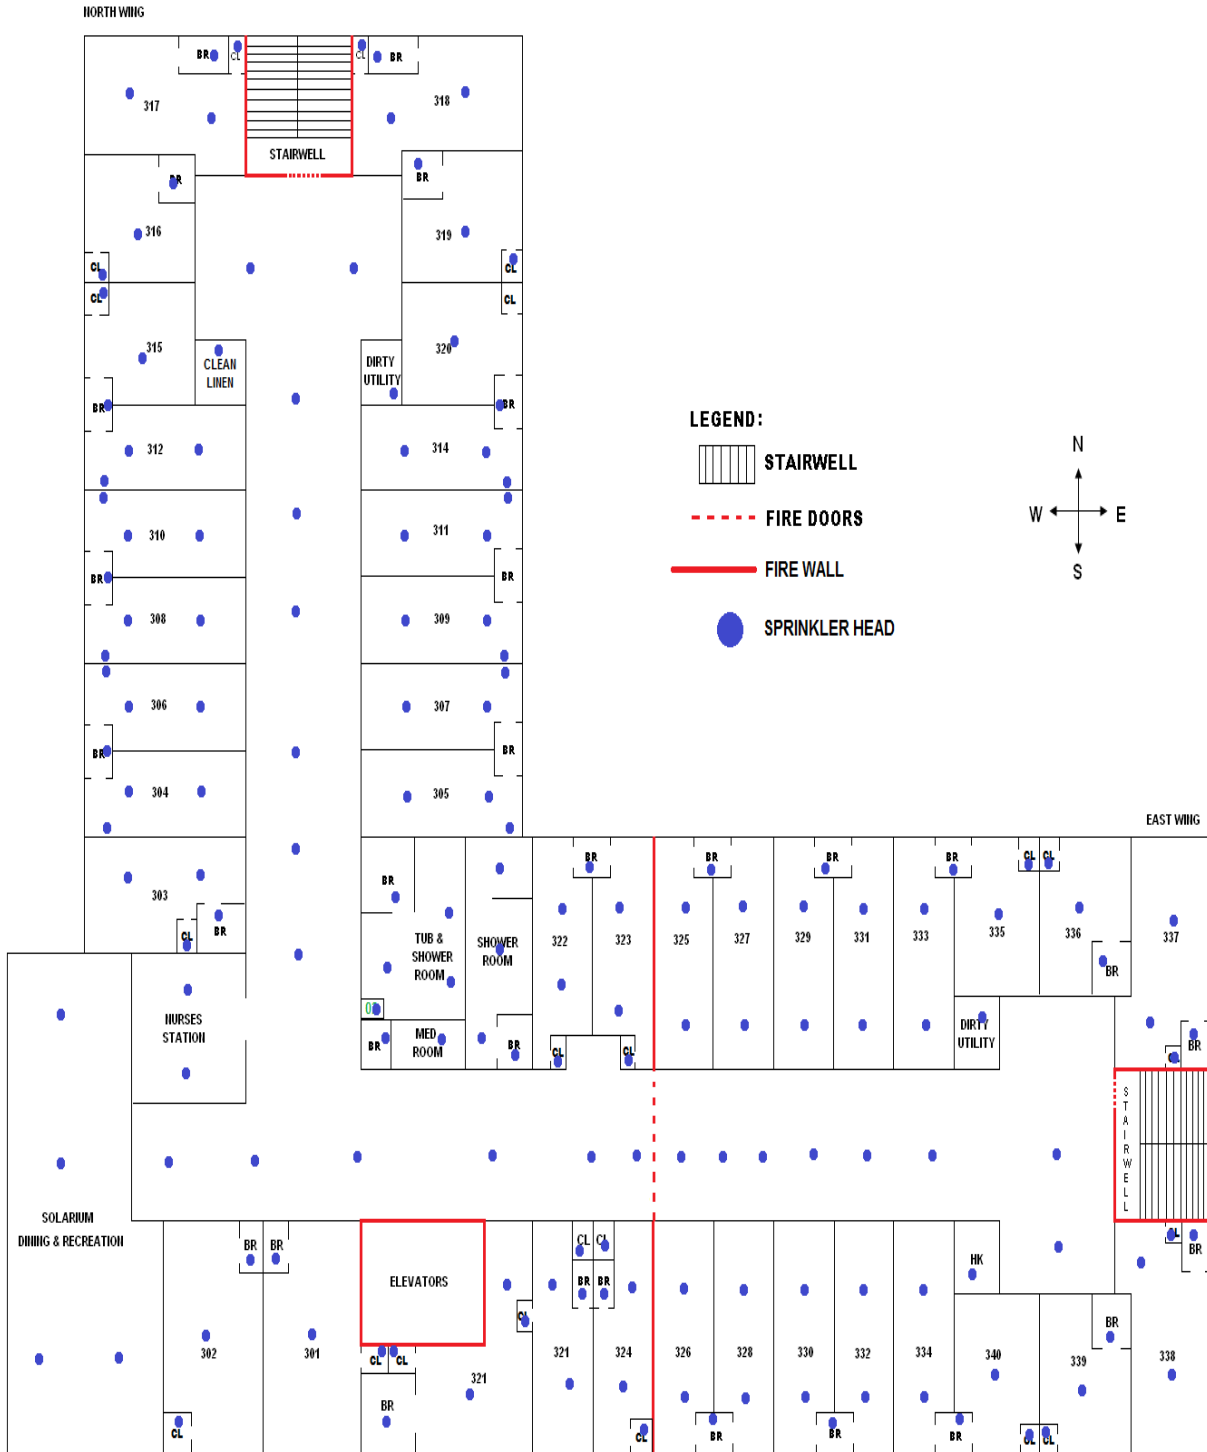 NORTH WING
BR
CL
CL
BR
317
318
STAIRWELL
BR
BR
316
319
CL
CL
CL
CL
315
320
CLEAN
LINEN
DIRTY
UTILITY
BR
BR
312
314
310
311
BR
BR
308
309
306
307
BR
BR
304
305
303
CL
BR
LEGEND:
STAIRWELL
FIRE DOORS
FIRE WALL
SPRINKLER HEAD
N
W
E
S
EAST WING
BR
TUB &
SHOWER
ROOM
SHOWER
ROOM
BR
MED
ROOM
BR
BR
322
323
CL
CL
BR
325
327
BR
329
331
BR
333
CL
CL
335
336
BR
337
DIRTY
UTILITY
CL
BR
STAIRWELL
CL
BR
NURSES
STATION
SOLARIUM
DINING & RECREATION
BR
BR
302
301
CL
ELEVATORS
CL
CL
BR
321
CL
CL
CL
BR
BR
321
324
CL
326
328
BR
330
332
BR
334
BR
HK
340
339
BR
338
CL
CL